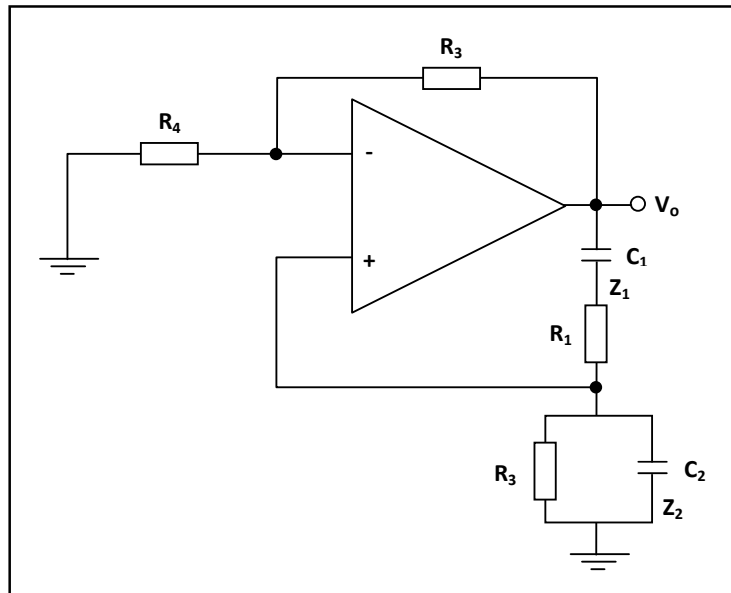 R₃
R₄
-
Vₒ
+
C₁
Z₁
R₁
R₃
C₂
Z₂